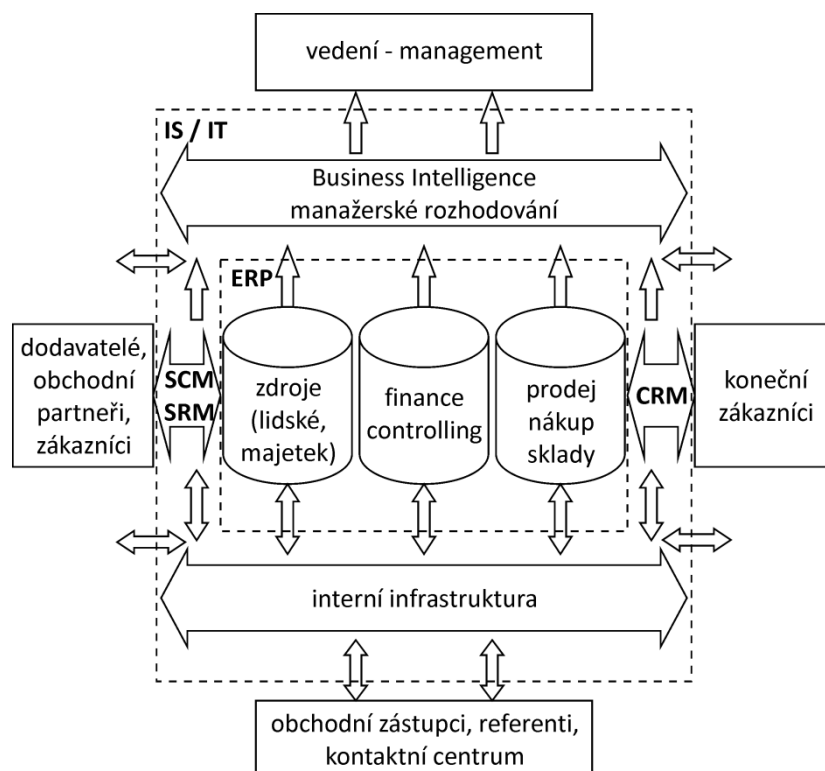 vedení - management
IS / IT
Business Intelligence
manažerské rozhodování
ERP
dodavatelé,
obchodní
partneři,
zákazníci
SCM
SRM
zdroje
(lidské,
majetek)
finance
controlling
prodej
nákup
sklady
CRM
koneční
zákazníci
interní infrastruktura
obchodní zástupci, referenti,
kontaktní centrum